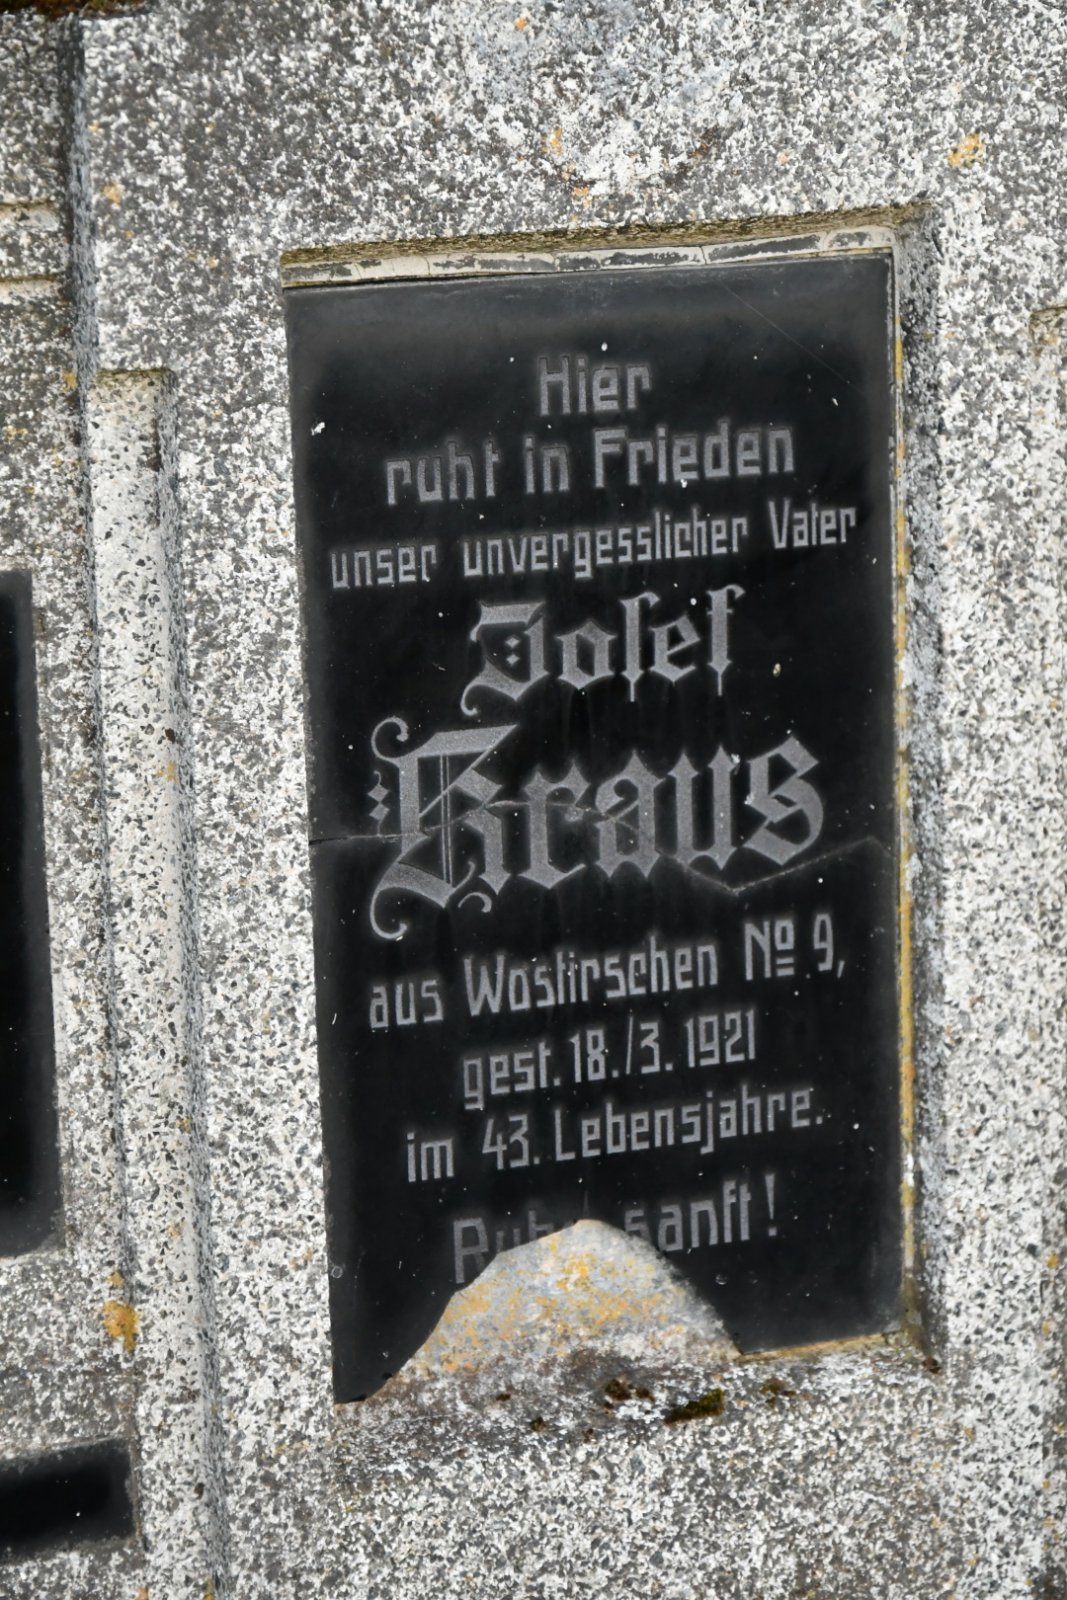 Hier
ruht in Frieden
unser unvergesslicher Vater
Josef
Kraus
aus Wostirschen No 9,
gest. 18./3. 1921
im 43. Lebensjahre.
sanft!